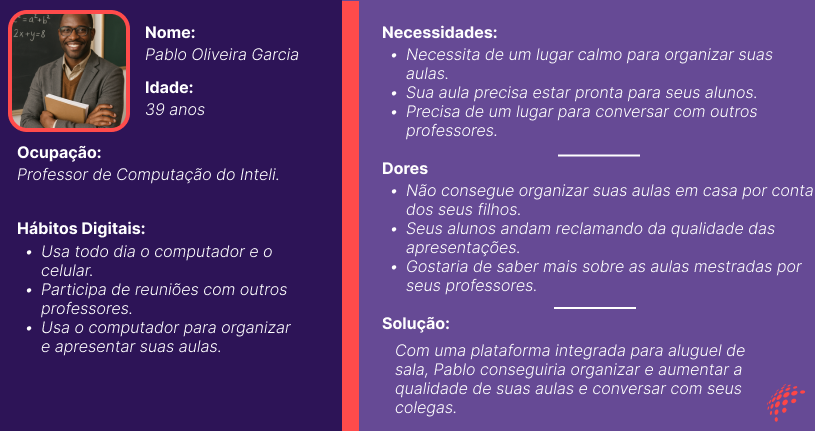 2x+y=8
Nome:
Pablo Oliveira Garcia
Idade:
39 anos
Ocupação:
Professor de Computação do Inteli.
Hábitos Digitais:
• Usa todo dia o computador e o
celular.
• Participa de reuniões com outros
professores.
• Usa o computador para organizar
e apresentar suas aulas.
Necessidades:
• Necessita de um lugar calmo para organizar suas
aulas.
• Sua aula precisa estar pronta para seus alunos.
• Precisa de um lugar para conversar com outros
professores.
Dores
• Não consegue organizar suas aulas em casa por conta
dos seus filhos.
• Seus alunos andam reclamando da qualidade das
apresentações.
• Gostaria de saber mais sobre as aulas mestradas por
seus professores.
Solução:
Com uma plataforma integrada para aluguel de
sala, Pablo conseguiria organizar e aumentar a
qualidade de suas aulas e conversar com seus
colegas.